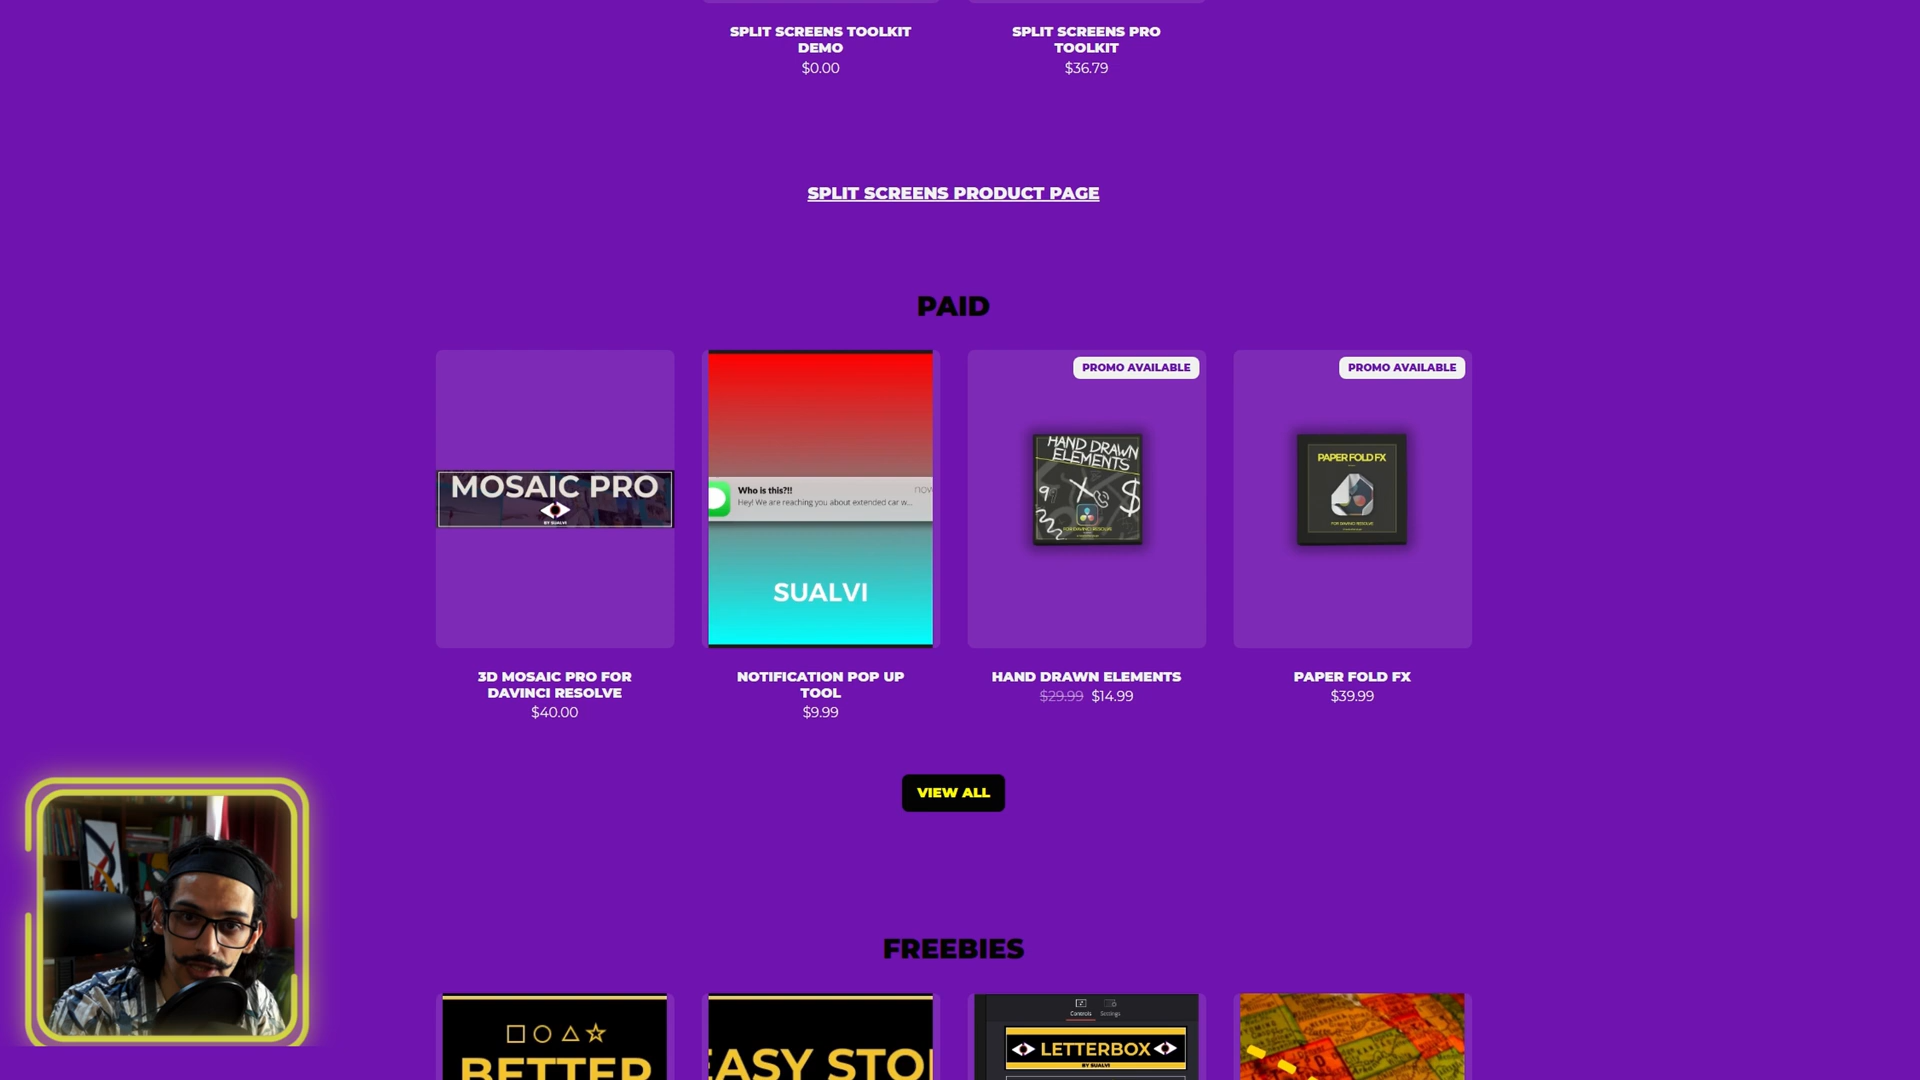 SPLIT SCREENS TOOLKIT
DEMO
$0.00
SPLIT SCREENS PRO
TOOLKIT
$36.79
SPLIT SCREENS PRODUCT PAGE
PAID
MOSAIC PRO
BY SUALVI
3D MOSAIC PRO FOR
DAVINCI RESOLVE
$40.00
Who is this?!!
now
Hey! We are reaching you about extended car w...
SUALVI
NOTIFICATION POP UP
TOOL
$9.99
PROMO AVAILABLE
HAND DRAWN
ELEMENTS
$
FOR DAVINCI RESOLVE
HAND DRAWN ELEMENTS
$29.99 $14.99
PROMO AVAILABLE
PAPER FOLD FX
FOR DAVINCI RESOLVE
PAPER FOLD FX
$39.99
VIEW ALL
FREEBIES
BETTER
EASY STO
Controls Settings
LETTERBOX
BY SUALVI